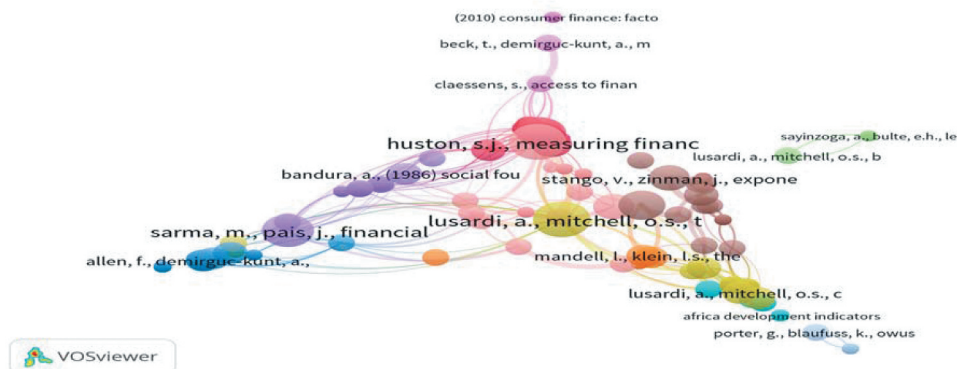 (2010) consumer finance: facto
beck, t., demirguc-kunt, a., m
claessens, s., access to finan
sayinzoga, a., bulte, e.h., le
huston, s.j., measuring financ
lusardi, a., mitchell, o.s., b
bandura, a., (1986) social fou
stango, v., zinman, j., expone
lusardi, a., mitchell, o.s., t
sarma, m., pais, j., financial
mandell, l., klein, l.s., the
allen, f., demirguc-kunt, a.,
lusardi, a., mitchell, o.s., c
africa development indicators
porter, g., blaufuss, k., owus
VOSviewer